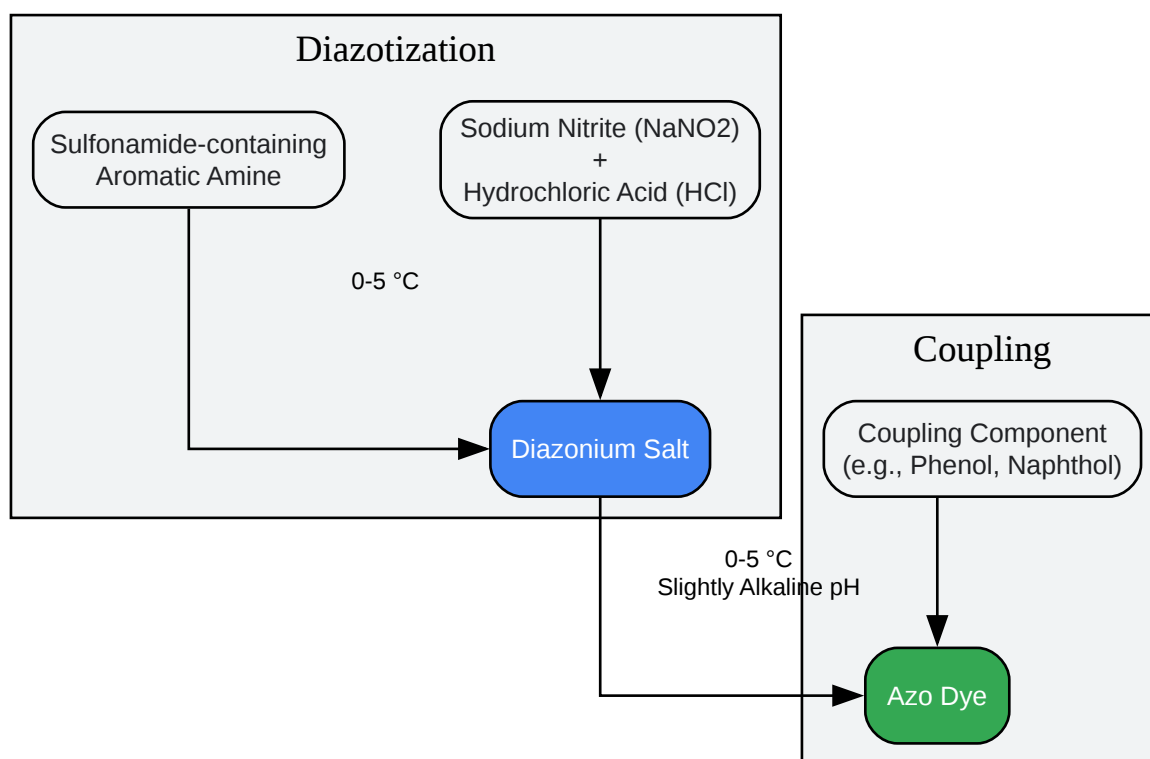 Diazotization
Sulfonamide-containing
Aromatic Amine
Sodium Nitrite (NaNO2)
+
Hydrochloric Acid (HCl)
0-5 °C
Diazonium Salt
Coupling
Coupling Component
(e.g., Phenol, Naphthol)
0-5 °C
Slightly Alkaline pH
Azo Dye